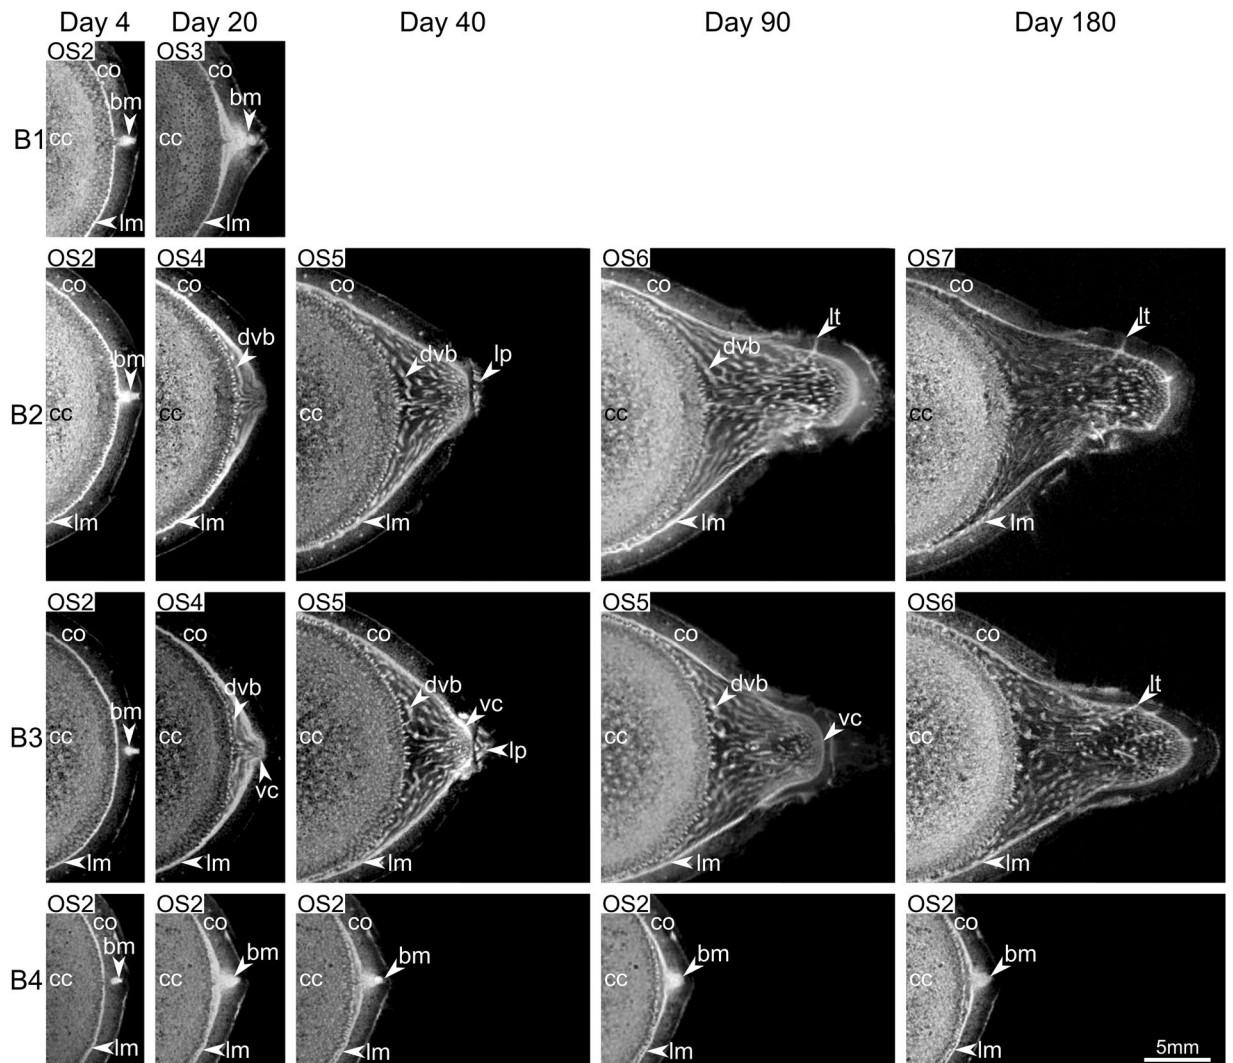 Day 4 Day 20 Day 40 Day 90 Day 180
OS2 OS3
co co
bm bm
B1 cc cc
lm lm
OS2 OS4 OS5 OS6 OS7
co co co co co
lt lt
dvb dvb dvb
bm lp
B2 cc cc cc cc cc
lm lm lm lm lm
OS2 OS4 OS5 OS5 OS6
co co co co co
dvb dvb dvb lt
bm vc vc
B3 cc cc cc cc cc
lp
vc
lm lm lm lm lm
OS2 OS2 OS2 OS2 OS2
co co co co co
bm bm bm bm bm
B4 cc cc cc cc cc
lm lm lm lm lm
5mm